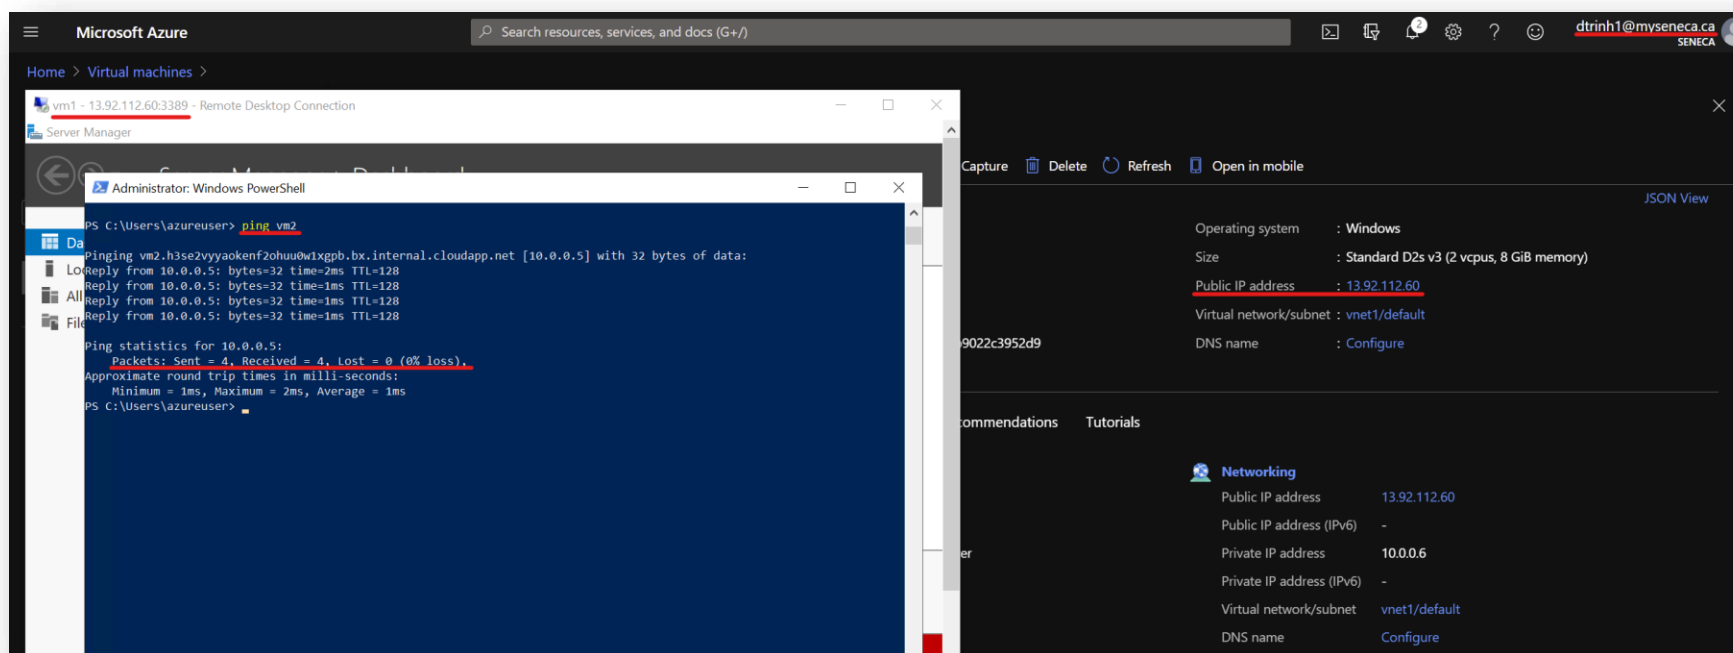 Microsoft Azure
Search resources, services, and docs (G+/)
2
dtrinh1@myseneca.ca
SENECA
Home > Virtual machines >
vm1 - 13.92.112.60:3389 - Remote Desktop Connection
Server Manager
Capture Delete Refresh Open in mobile
Administrator: Windows PowerShell
JSON View
PS C:\Users\azureuser> ping vm2
Pinging vm2.h3se2vyyaokenf2ohuu0w1xgpb.bx.internal.cloudapp.net [10.0.0.5] with 32 bytes of data:
Reply from 10.0.0.5: bytes=32 time=2ms TTL=128
Reply from 10.0.0.5: bytes=32 time=1ms TTL=128
Reply from 10.0.0.5: bytes=32 time=1ms TTL=128
Reply from 10.0.0.5: bytes=32 time=1ms TTL=128
Ping statistics for 10.0.0.5:
Packets: Sent = 4, Received = 4, Lost = 0 (0% loss),
Approximate round trip times in milli-seconds:
Minimum = 1ms, Maximum = 2ms, Average = 1ms
PS C:\Users\azureuser>
Da
Lo
All
File
Operating system : Windows
Size : Standard D2s v3 (2 vcpus, 8 GiB memory)
Public IP address : 13.92.112.60
Virtual network/subnet : vnet1/default
9022c3952d9
DNS name : Configure
commendations Tutorials
Networking
Public IP address 13.92.112.60
Public IP address (IPv6) -
er
Private IP address 10.0.0.6
Private IP address (IPv6) -
Virtual network/subnet vnet1/default
DNS name Configure